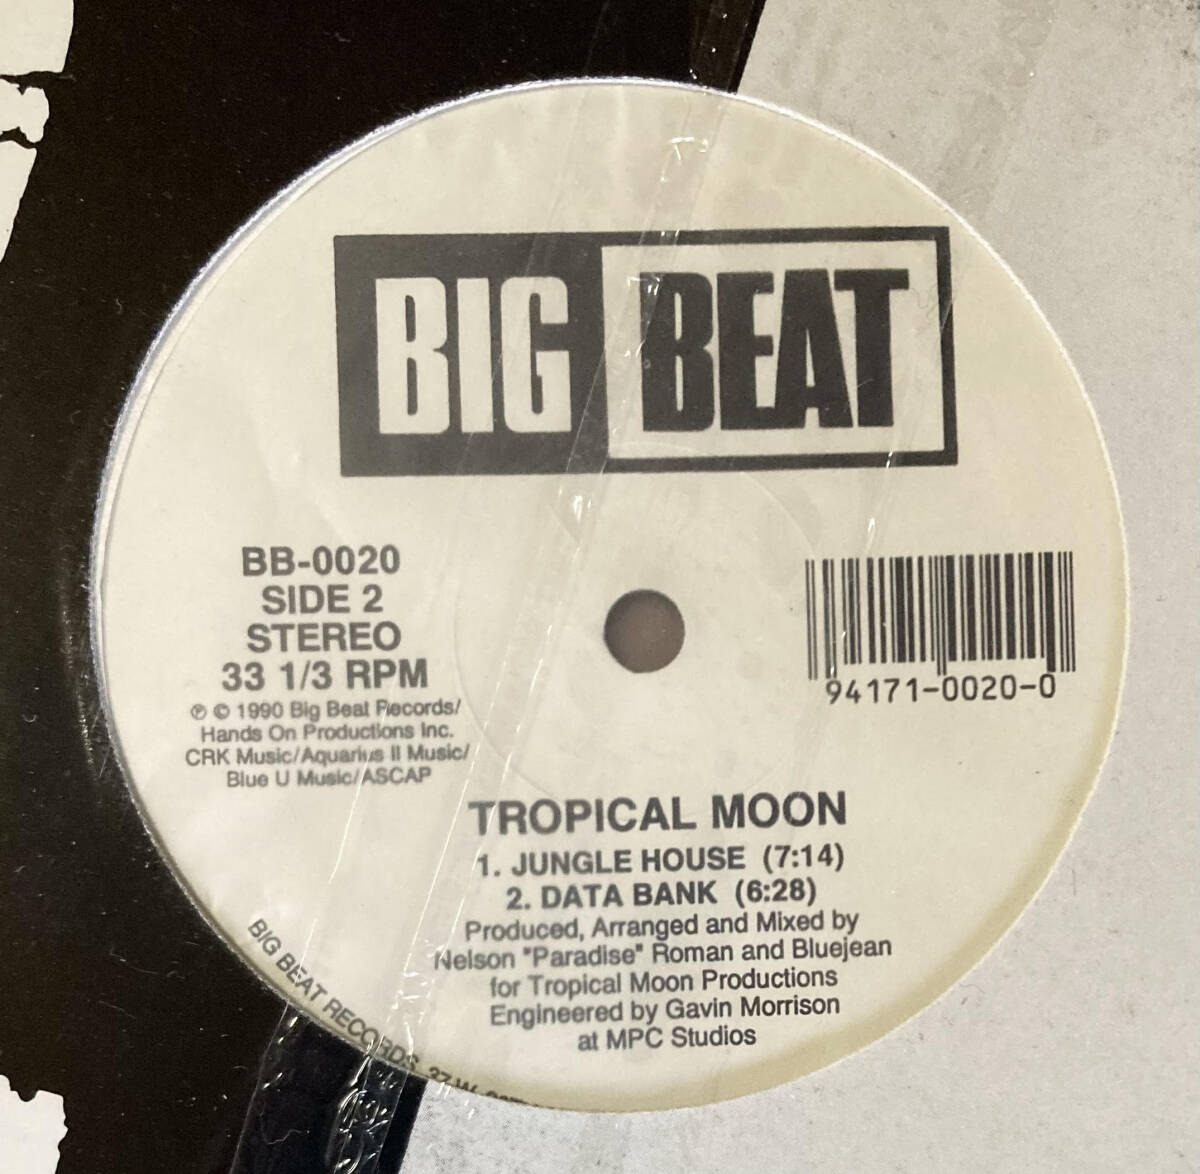 BIG BEAT
BB-0020
SIDE 2
STEREO
33 1/3 RPM
℗ © 1990 Big Beat Records/
Hands On Productions Inc.
CRK Music/Aquarius II Music/
Blue U Music/ASCAP
94171-0020-0
TROPICAL MOON
1. JUNGLE HOUSE (7:14)
2. DATA BANK (6:28)
Produced, Arranged and Mixed by
Nelson "Paradise" Roman and Bluejean
for Tropical Moon Productions
Engineered by Gavin Morrison
at MPC Studios
BIG BEAT RECORDS, 37 W.